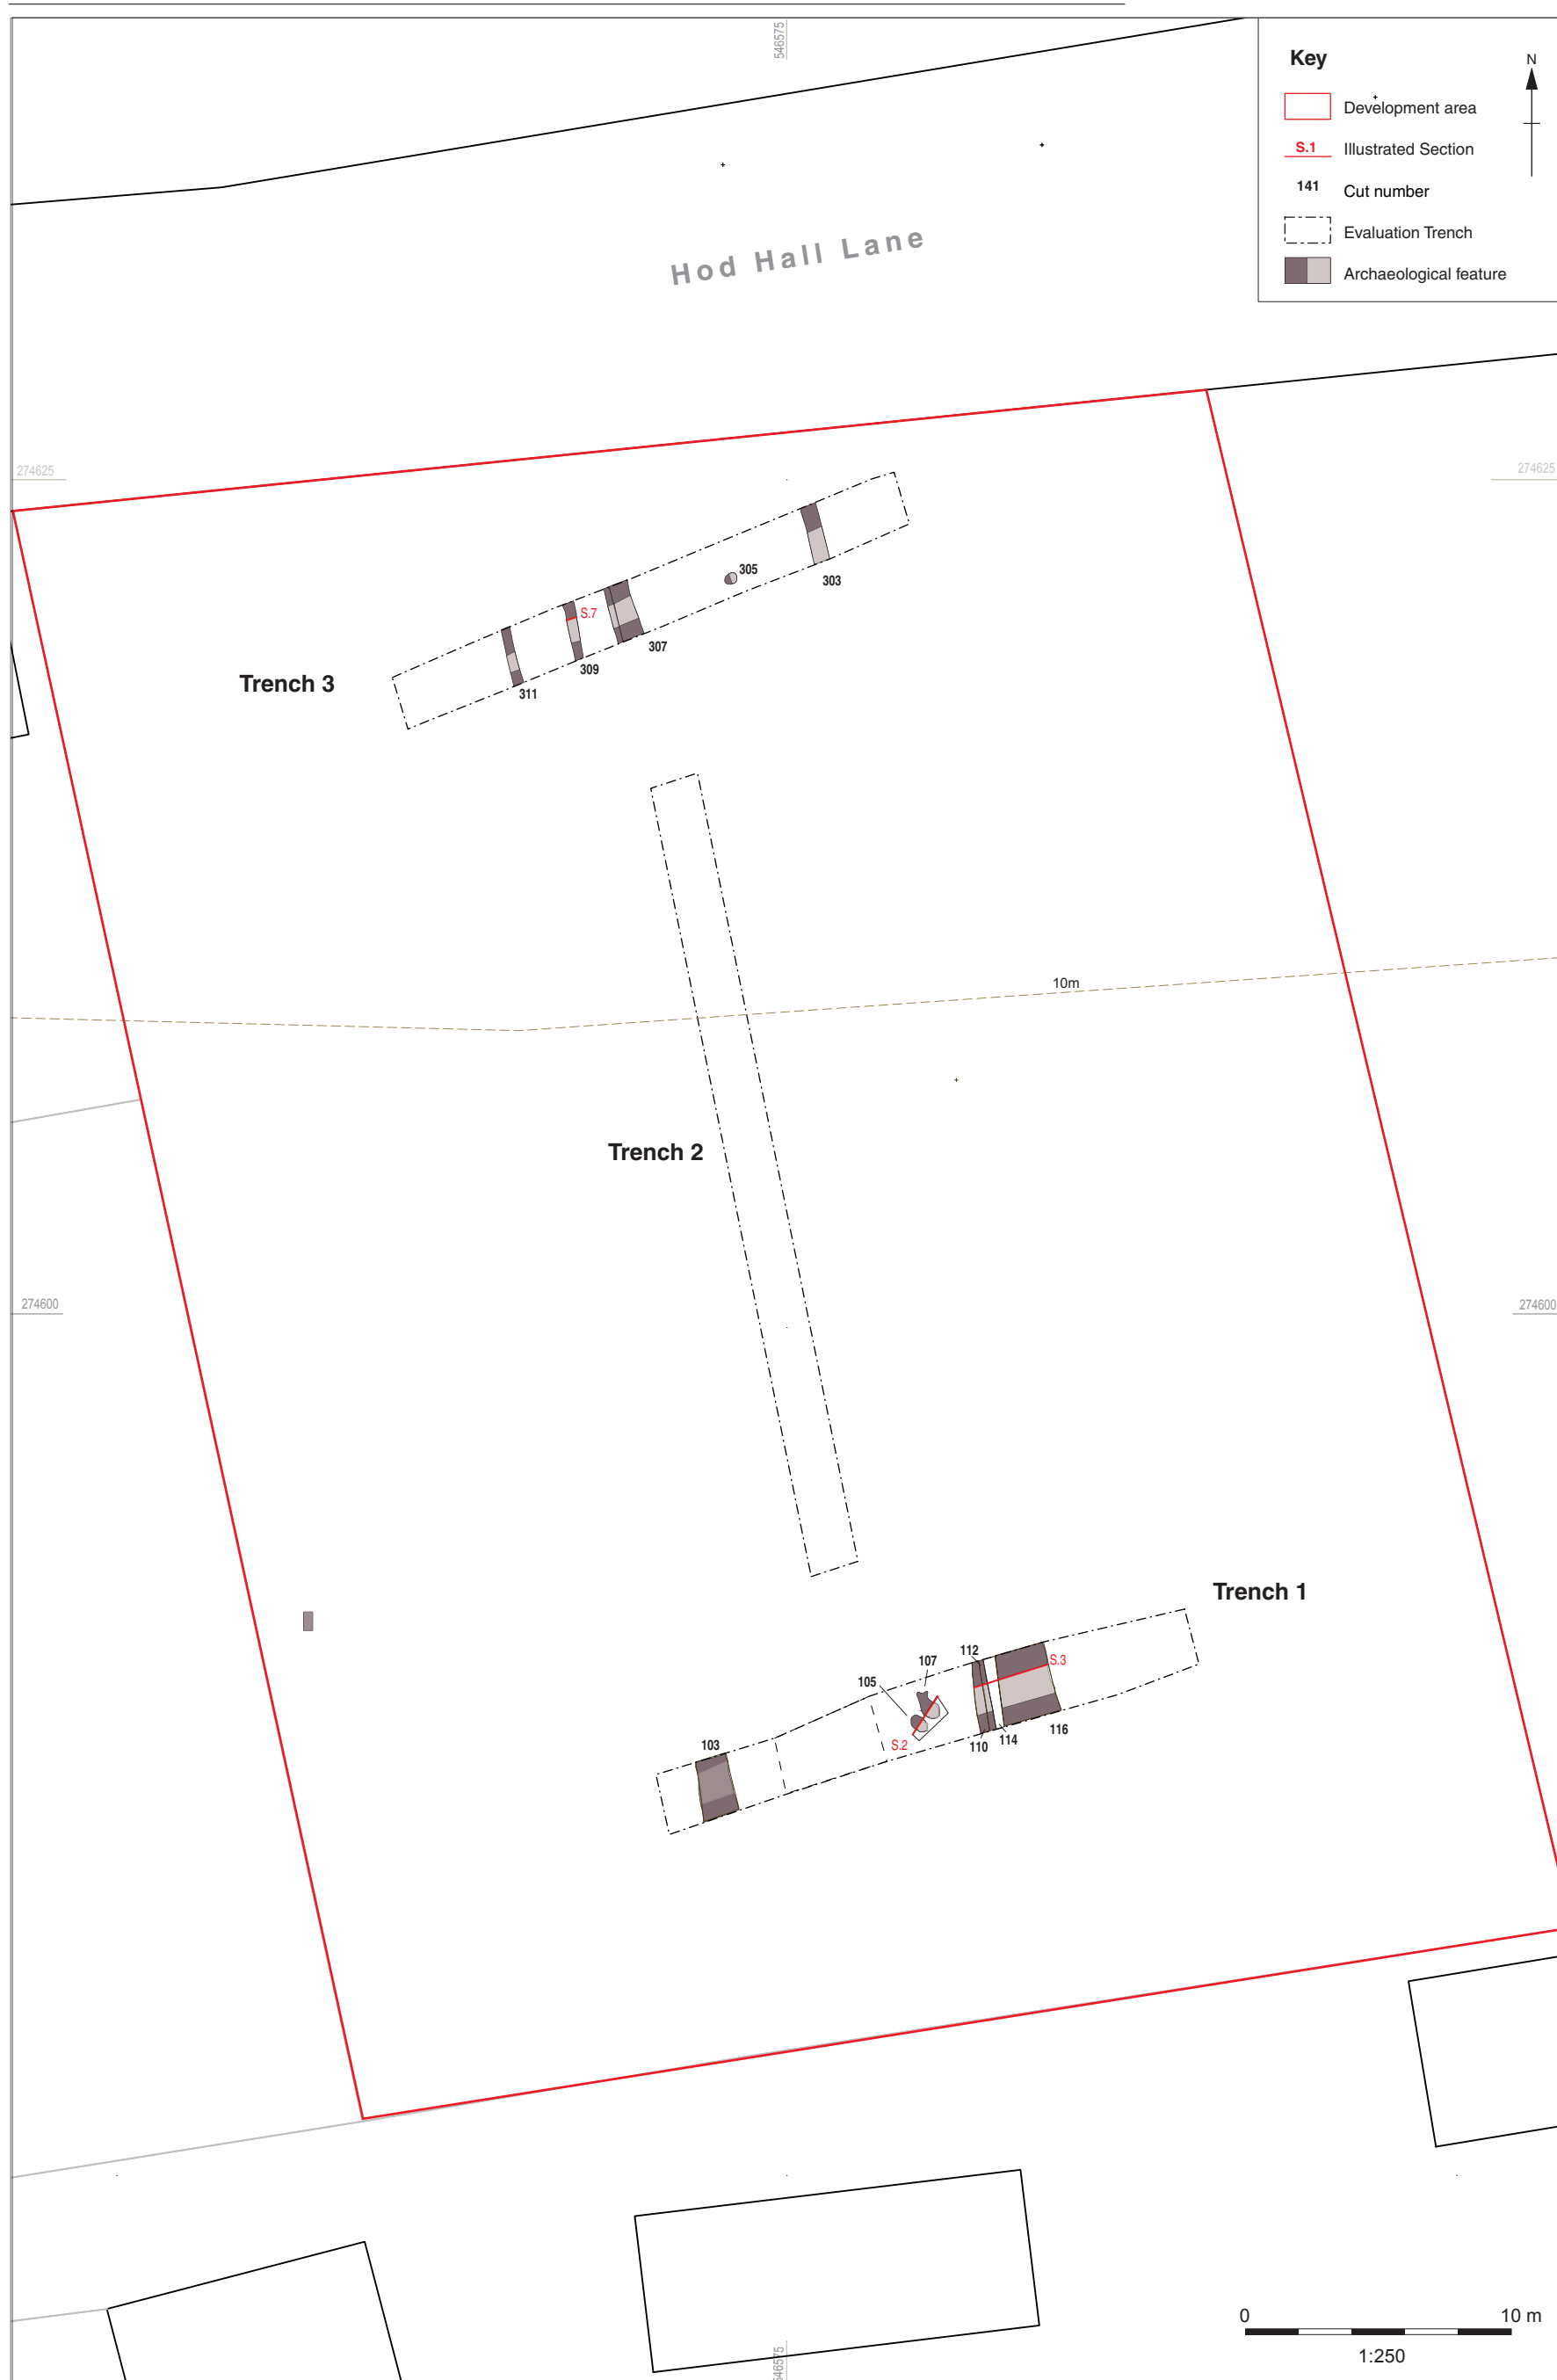 546575
Key
N
Development area
S.1 Illustrated Section
141 Cut number
Evaluation Trench
Archaeological feature
Hod Hall Lane
274625
274625
305
303
S.7
307
309
311
Trench 3
10m
Trench 2
274600
274600
Trench 1
112
107
S.3
105
116
114
110
S.2
103
0 10 m
1:250
546575